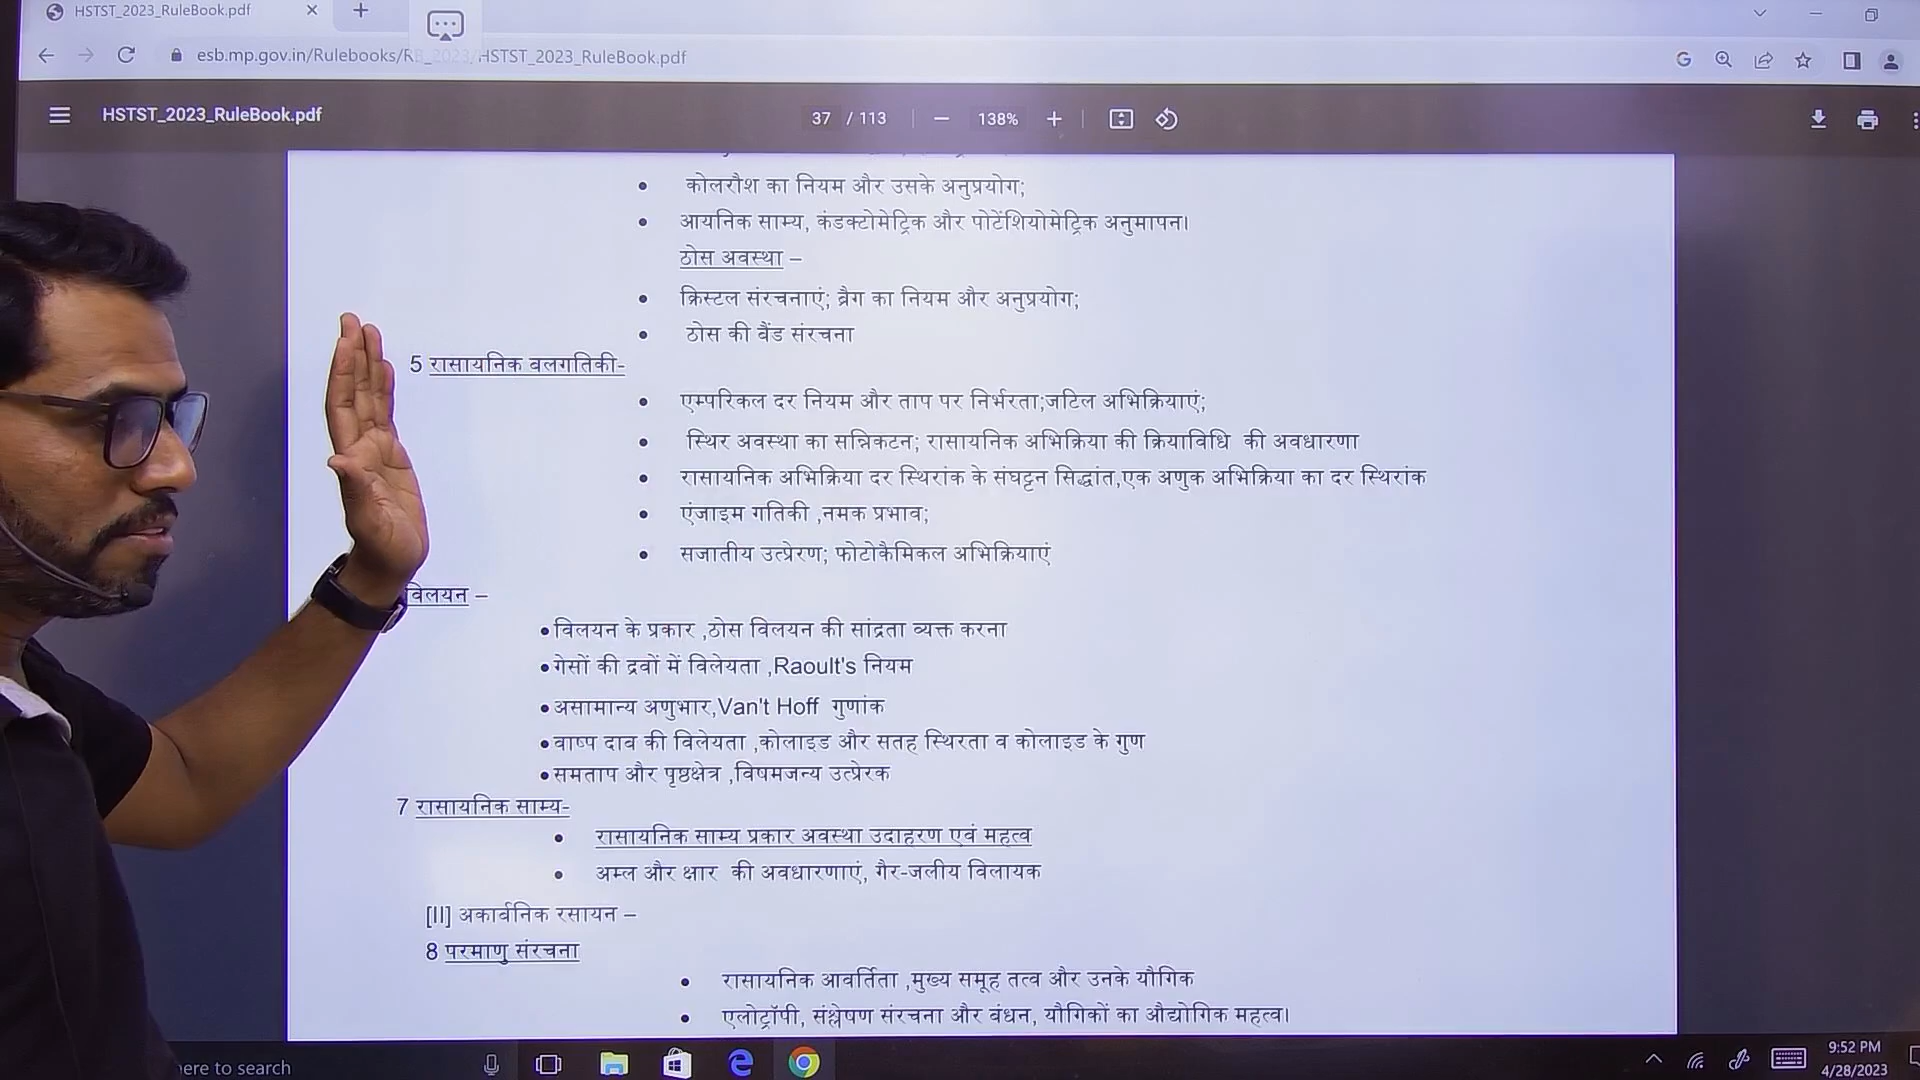 HSTST_2023_RuleBook.pdf
esb.mp.gov.in/Rulebooks/RB_2023/HSTST_2023_RuleBook.pdf
HSTST_2023_RuleBook.pdf 37 / 113 138%
कोलरौश का नियम और उसके अनुप्रयोग;
आयनिक साम्य, कंडक्टोमेट्रिक और पोटेंशियोमेट्रिक अनुमापन।
ठोस अवस्था –
क्रिस्टल संरचनाएं; ब्रैग का नियम और अनुप्रयोग;
ठोस की बैंड संरचना
5 रासायनिक बलगतिकी-
एम्परिकल दर नियम और ताप पर निर्भरता;जटिल अभिक्रियाएं;
स्थिर अवस्था का सन्निकटन; रासायनिक अभिक्रिया की क्रियाविधि की अवधारणा
रासायनिक अभिक्रिया दर स्थिरांक के संघट्टन सिद्धांत,एक अणुक अभिक्रिया का दर स्थिरांक
एंजाइम गतिकी ,नमक प्रभाव;
सजातीय उत्प्रेरण; फोटोकैमिकल अभिक्रियाएं
विलयन –
•विलयन के प्रकार ,ठोस विलयन की सांद्रता व्यक्त करना
•गेसों की द्रवों में विलेयता ,Raoult's नियम
•असामान्य अणुभार,Van't Hoff गुणांक
•वाष्प दाब की विलेयता ,कोलाइड और सतह स्थिरता व कोलाइड के गुण
•समताप और पृष्ठक्षेत्र ,विषमजन्य उत्प्रेरक
7 रासायनिक साम्य-
रासायनिक साम्य प्रकार अवस्था उदाहरण एवं महत्व
अम्ल और क्षार की अवधारणाएं, गैर-जलीय विलायक
[II] अकार्बनिक रसायन –
8 परमाणु संरचना
रासायनिक आवर्तिता ,मुख्य समूह तत्व और उनके यौगिक
एलोट्रॉपी, संश्लेषण संरचना और बंधन, यौगिकों का औद्योगिक महत्व।
here to search
9:52 PM
4/28/2023